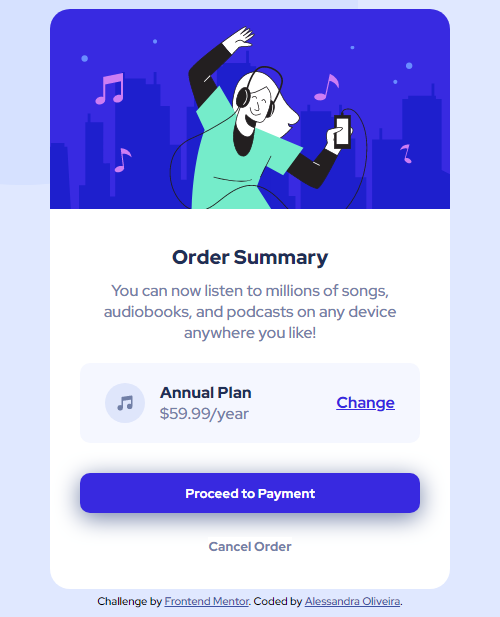 Order Summary
You can now listen to millions of songs,
audiobooks, and podcasts on any device
anywhere you like!
Annual Plan
$59.99/year
Change
Proceed to Payment
Cancel Order
Challenge by Frontend Mentor. Coded by Alessandra Oliveira.